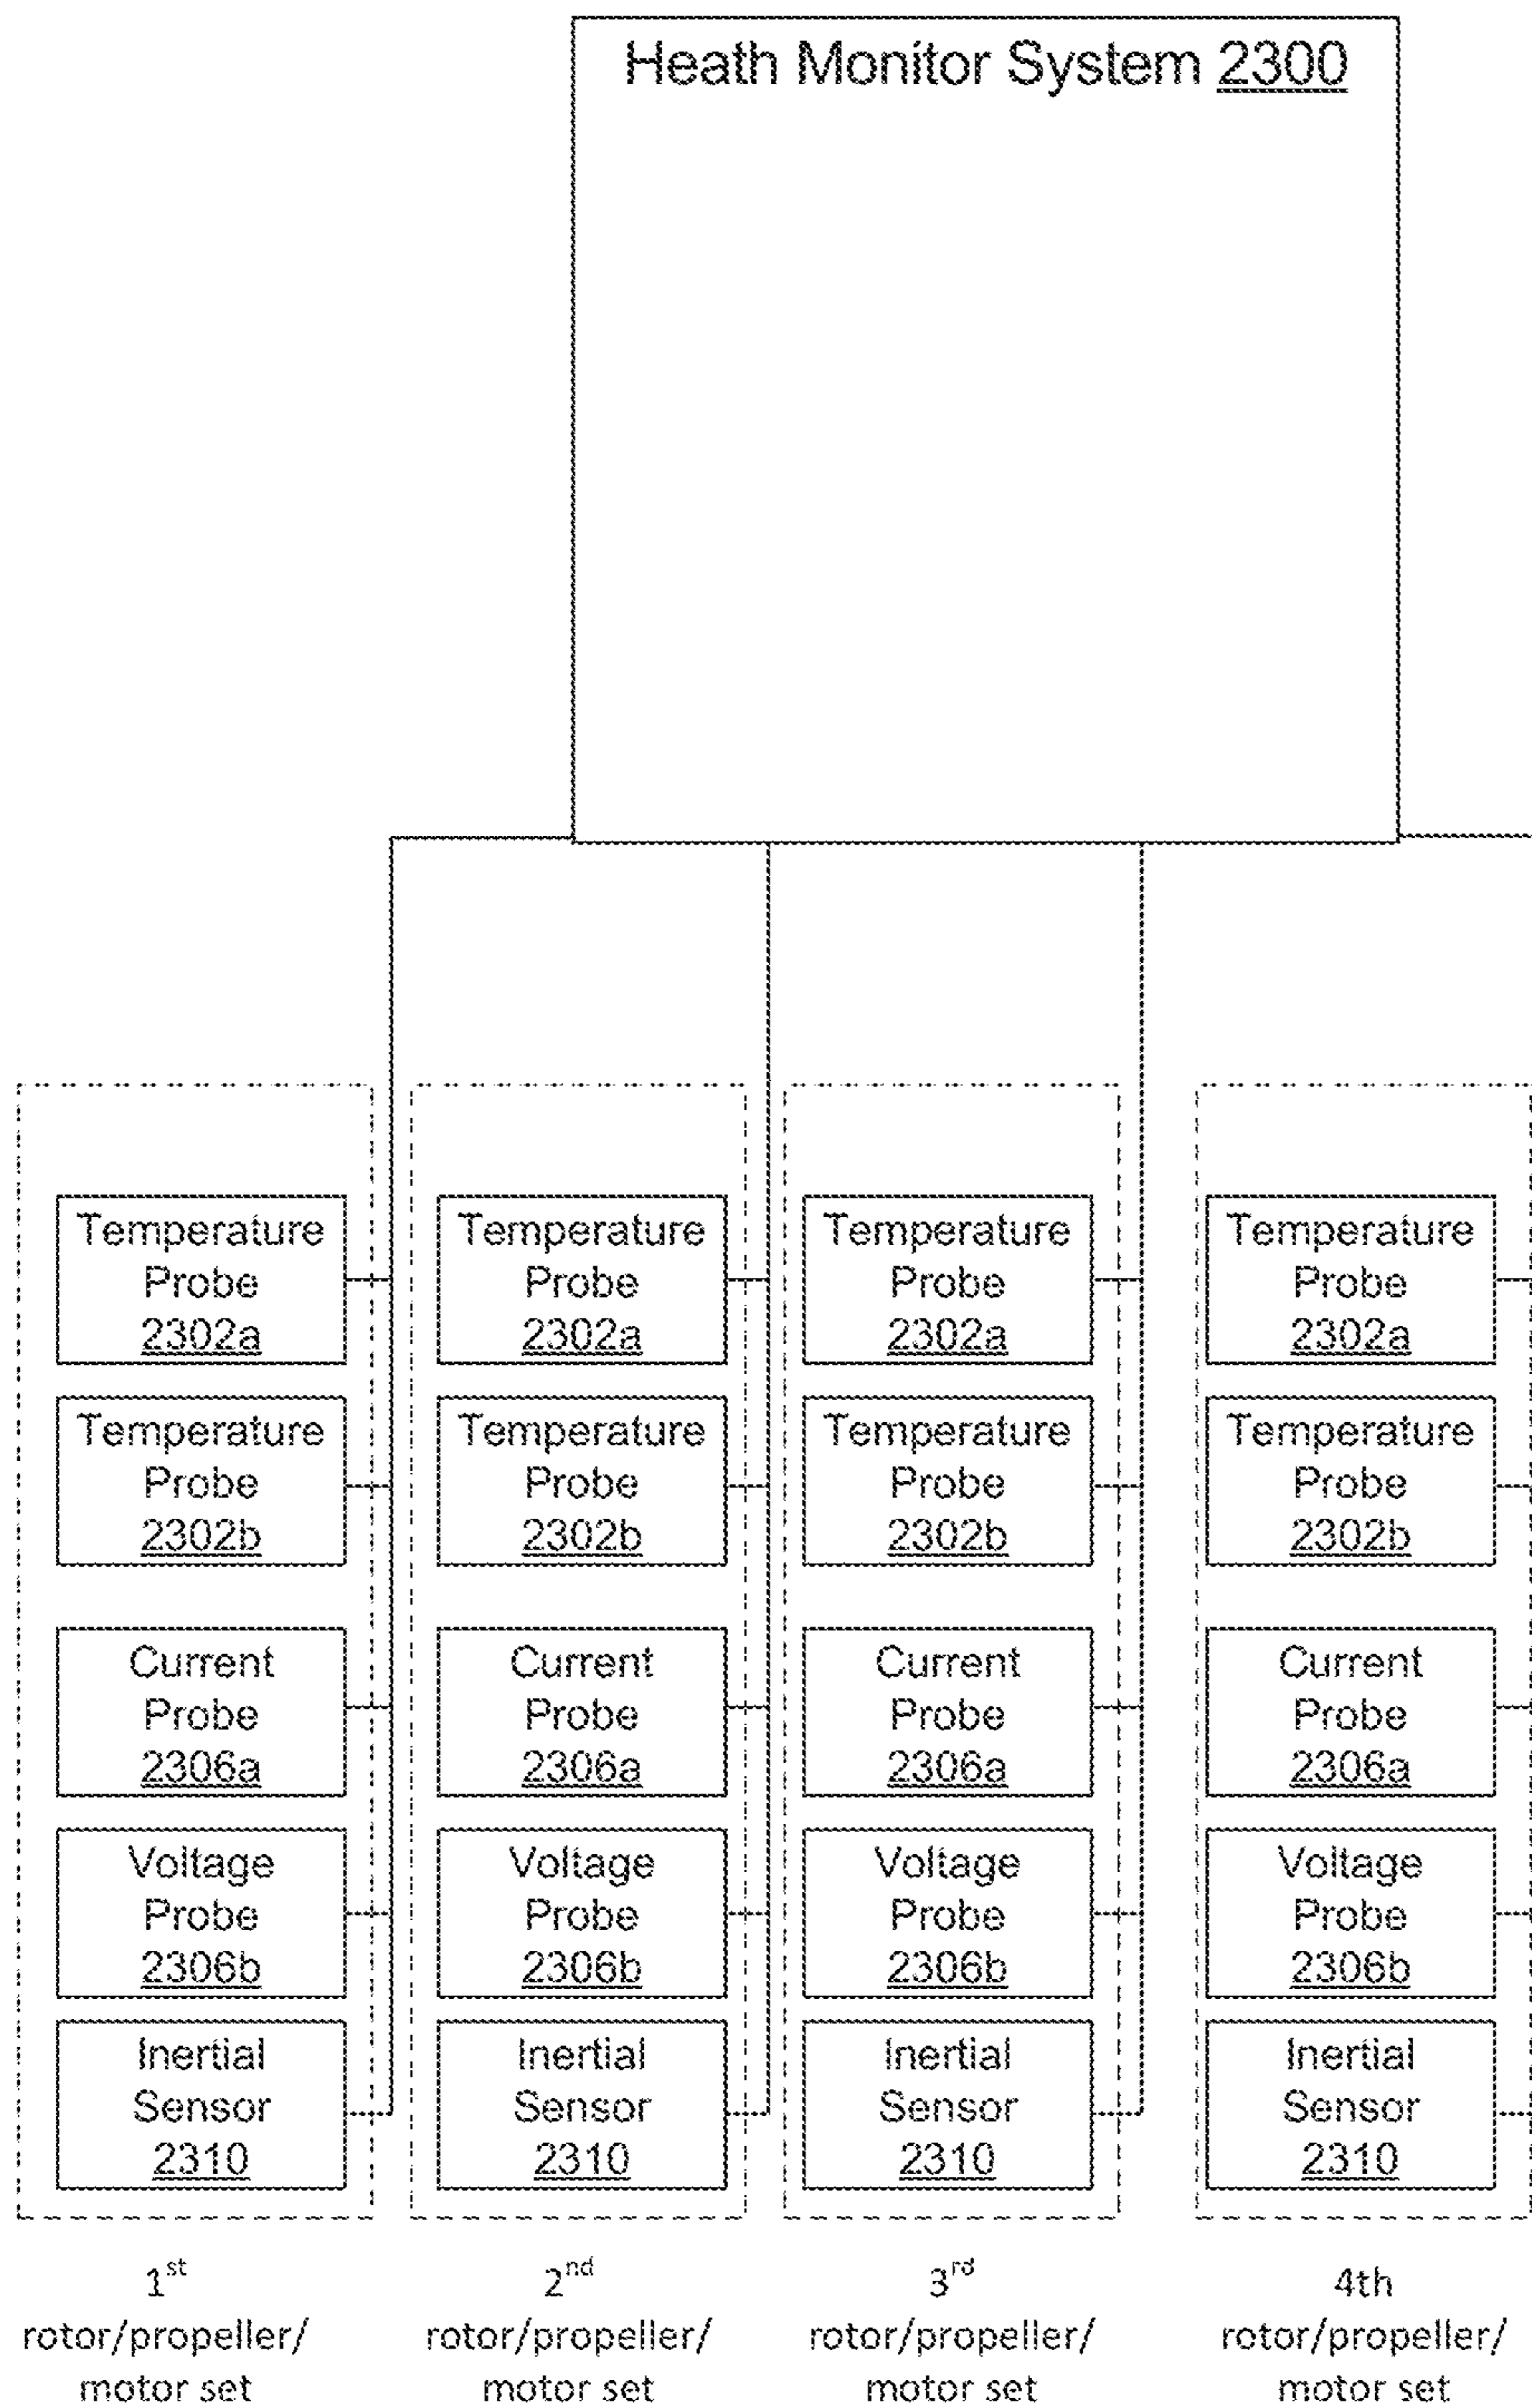 Heath Monitor System 2300
Temperature
Probe
2302a
Temperature
Probe
2302b
Current
Probe
2306a
Voltage
Probe
2306b
Inertial
Sensor
2310
1st
rotor/propeller/
motor set
Temperature
Probe
2302a
Temperature
Probe
2302b
Current
Probe
2306a
Voltage
Probe
2306b
Inertial
Sensor
2310
2nd
rotor/propeller/
motor set
Temperature
Probe
2302a
Temperature
Probe
2302b
Current
Probe
2306a
Voltage
Probe
2306b
Inertial
Sensor
2310
3rd
rotor/propeller/
motor set
Temperature
Probe
2302a
Temperature
Probe
2302b
Current
Probe
2306a
Voltage
Probe
2306b
Inertial
Sensor
2310
4th
rotor/propeller/
motor set